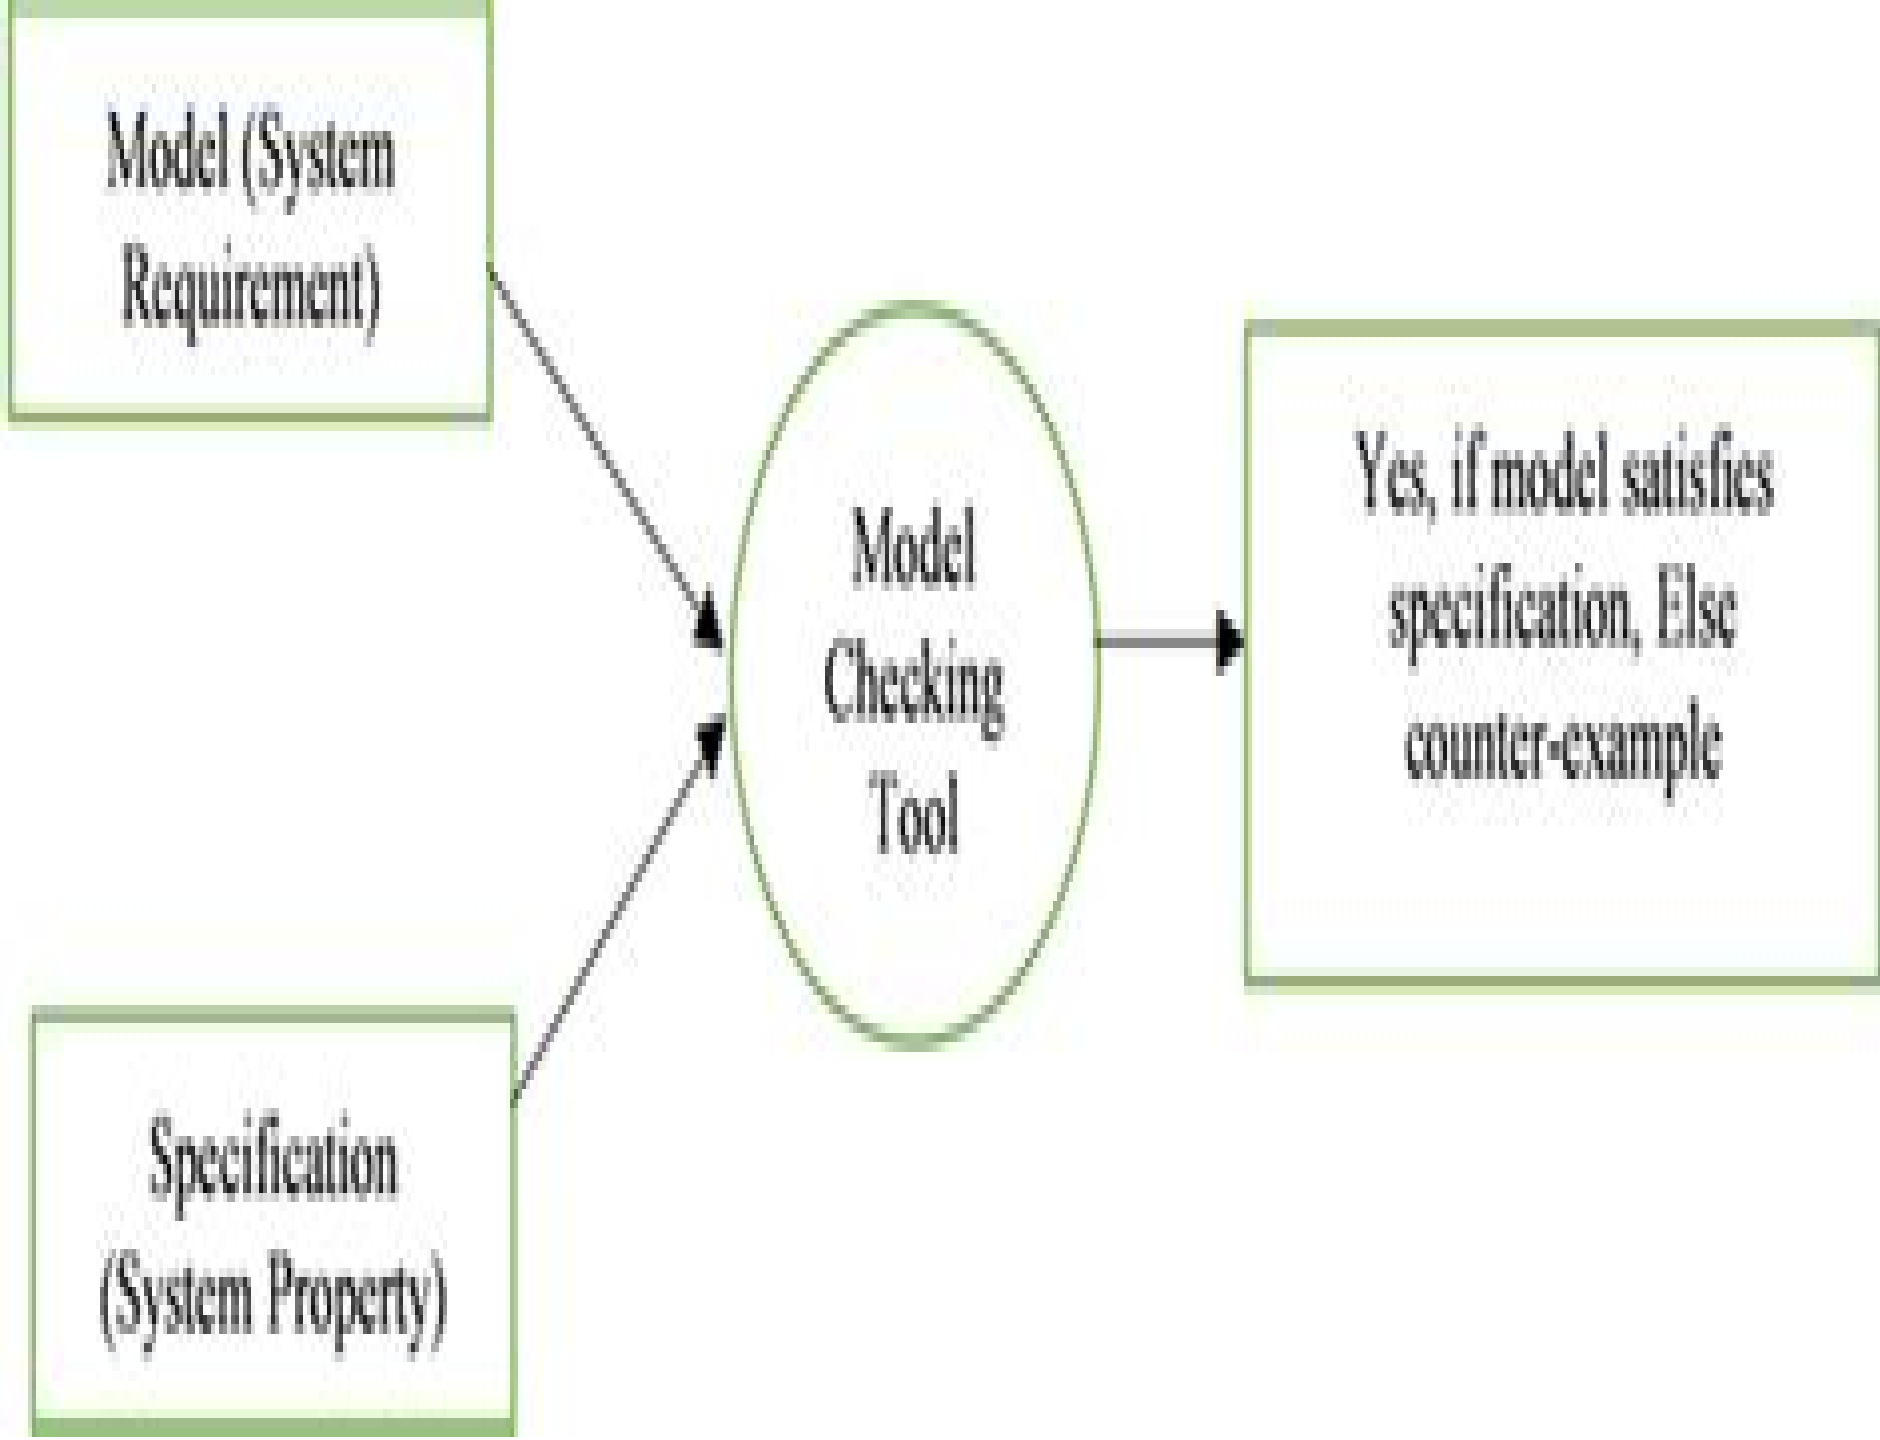 Model (System
Requirement)
Model
Checking
Tool
Yes, if model satisfies
specification, Else
counter-example
Specification
(System Property)